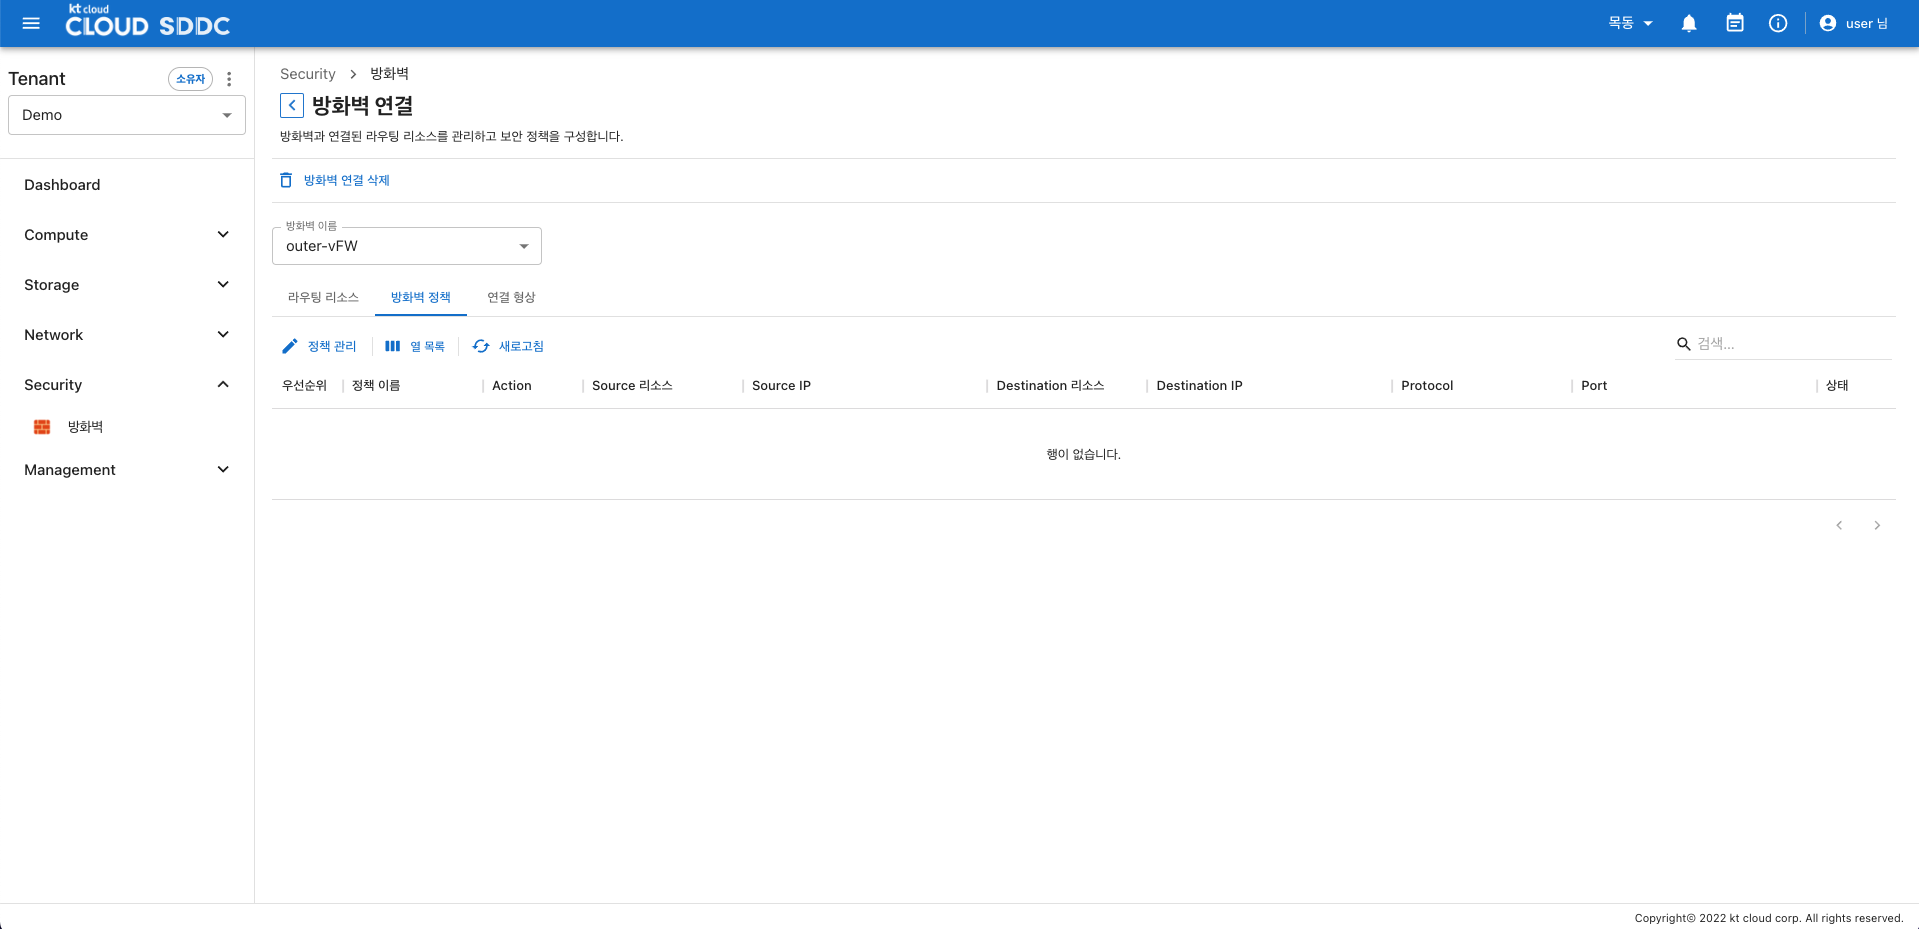 kt cloud
CLOUD SDDC
목동
user 님
Tenant
소유자
Demo
Dashboard
Compute
Storage
Network
Security
방화벽
Management
Security > 방화벽
방화벽 연결
방화벽과 연결된 라우팅 리소스를 관리하고 보안 정책을 구성합니다.
방화벽 연결 삭제
방화벽 이름
outer-vFW
라우팅 리소스 방화벽 정책 연결 형상
정책 관리 열 목록 새로고침
검색...
우선순위 정책 이름 Action Source 리소스 Source IP Destination 리소스 Destination IP Protocol Port 상태
행이 없습니다.
Copyright© 2022 kt cloud corp. All rights reserved.